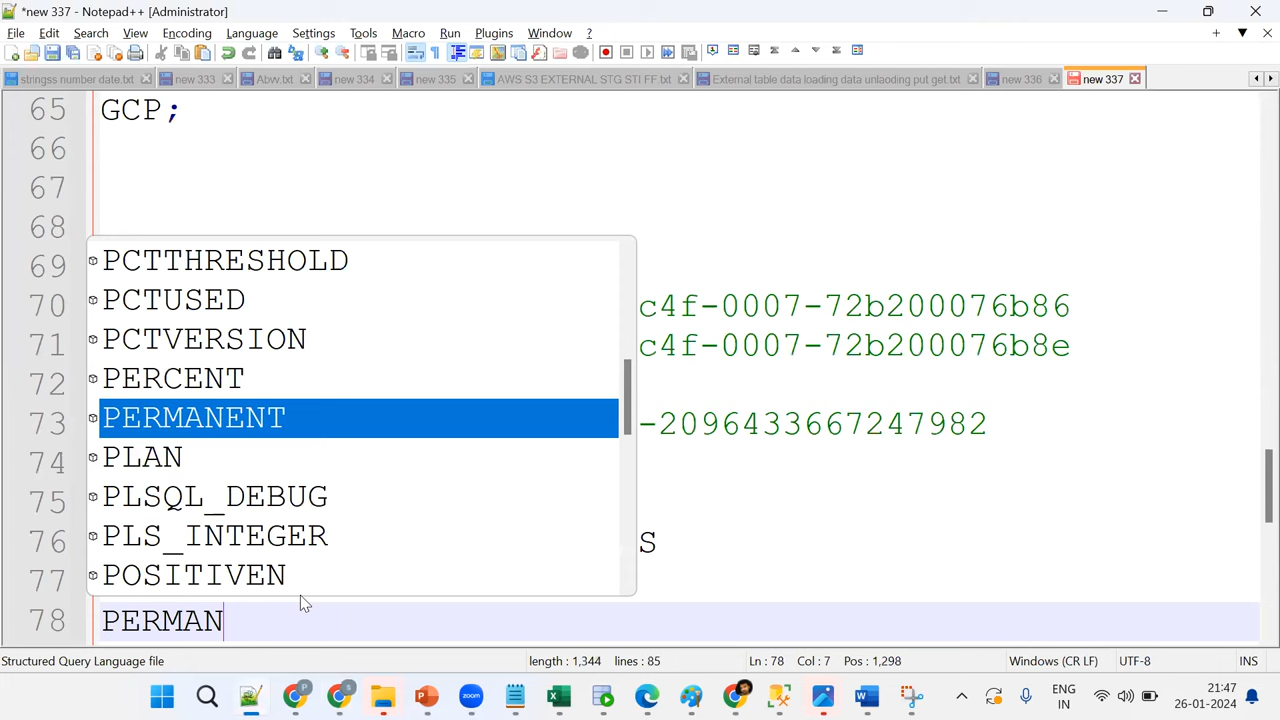 *new 337 - Notepad++ [Administrator]
File Edit Search View Encoding Language Settings Tools Macro Run Plugins Window ?
stringss number date.txt new 333 Abvv.txt new 334 new 335 AWS S3 EXTERNAL STG STI FF.txt External table data loading data unlaoding put get.txt new 336 new 337
65 GCP;
66
67
68
69
PCTTHRESHOLD
70 c4f-0007-72b200076b86
PCTUSED
71 c4f-0007-72b200076b8e
PCTVERSION
72
PERCENT
73 -2096433667247982
PERMANENT
74
PLAN
75
PLSQL_DEBUG
76 S
PLS_INTEGER
77
POSITIVEN
78 PERMAN
Structured Query Language file length : 1,344 lines : 85 Ln : 78 Col : 7 Pos : 1,298 Windows (CR LF) UTF-8 INS
zoom
ENG
IN
21:47
26-01-2024